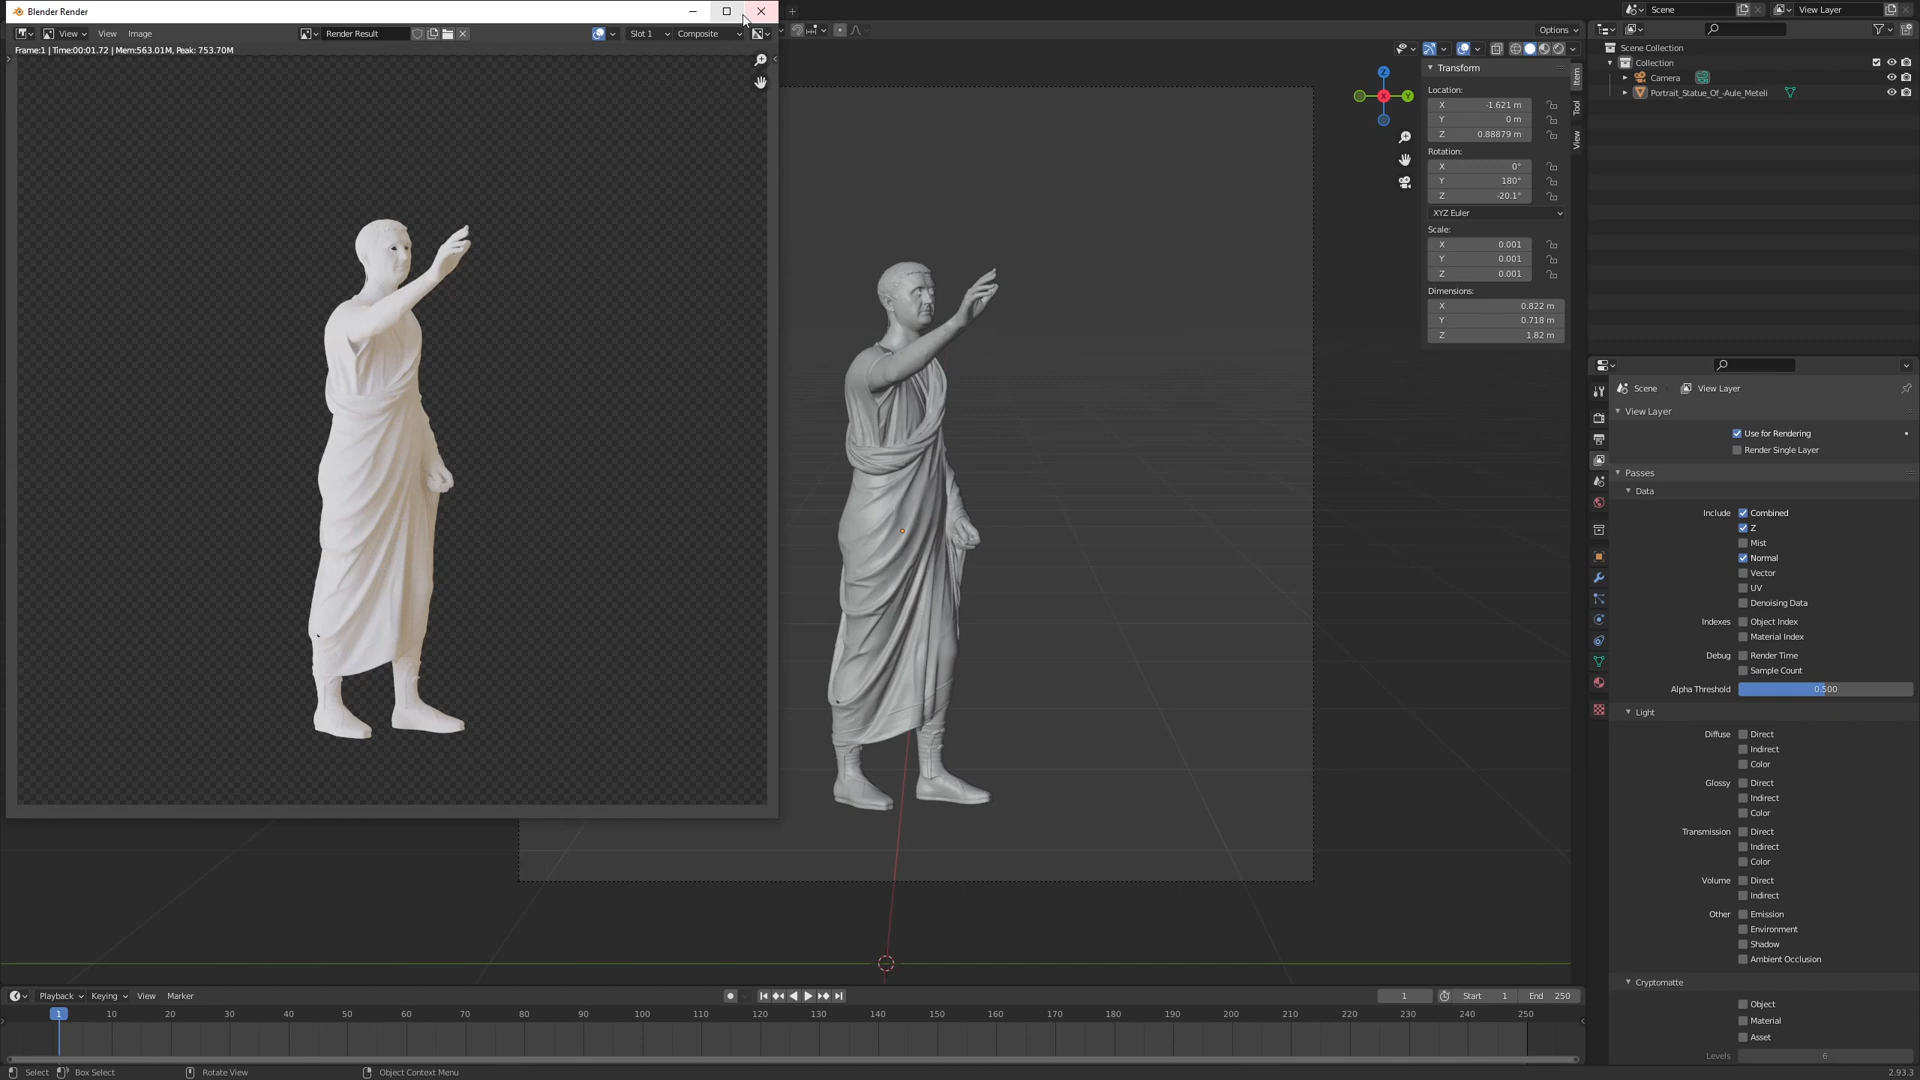 Blender Render
View View Image Render Result Slot 1 Composite
Frame:1 | Time:00:01.72 | Mem:563.01M, Peak: 753.70M
Options
Scene View Layer
Transform
Location:
X -1.621 m
Y 0 m
Z 0.88879 m
Rotation:
X 0°
Y 180°
Z -20.1°
XYZ Euler
Scale:
X 0.001
Y 0.001
Z 0.001
Dimensions:
X 0.822 m
Y 0.718 m
Z 1.82 m
Item
Tool
View
Z
X
Y
Scene Collection
Collection
Camera
Portrait_Statue_Of_-Aule_Meteli
Scene View Layer
View Layer
Use for Rendering
Render Single Layer
Passes
Data
Include Combined
Z
Mist
Normal
Vector
UV
Denoising Data
Indexes Object Index
Material Index
Debug Render Time
Sample Count
Alpha Threshold 0.500
Light
Diffuse Direct
Indirect
Color
Glossy Direct
Indirect
Color
Transmission Direct
Indirect
Color
Volume Direct
Indirect
Other Emission
Environment
Shadow
Ambient Occlusion
Cryptomatte
Object
Material
Asset
Levels 6
Playback Keying View Marker 1 Start 1 End 250
1 10 20 30 40 50 60 70 80 90 100 110 120 130 140 150 160 170 180 190 200 210 220 230 240 250
Select Box Select Rotate View Object Context Menu 2.93.3